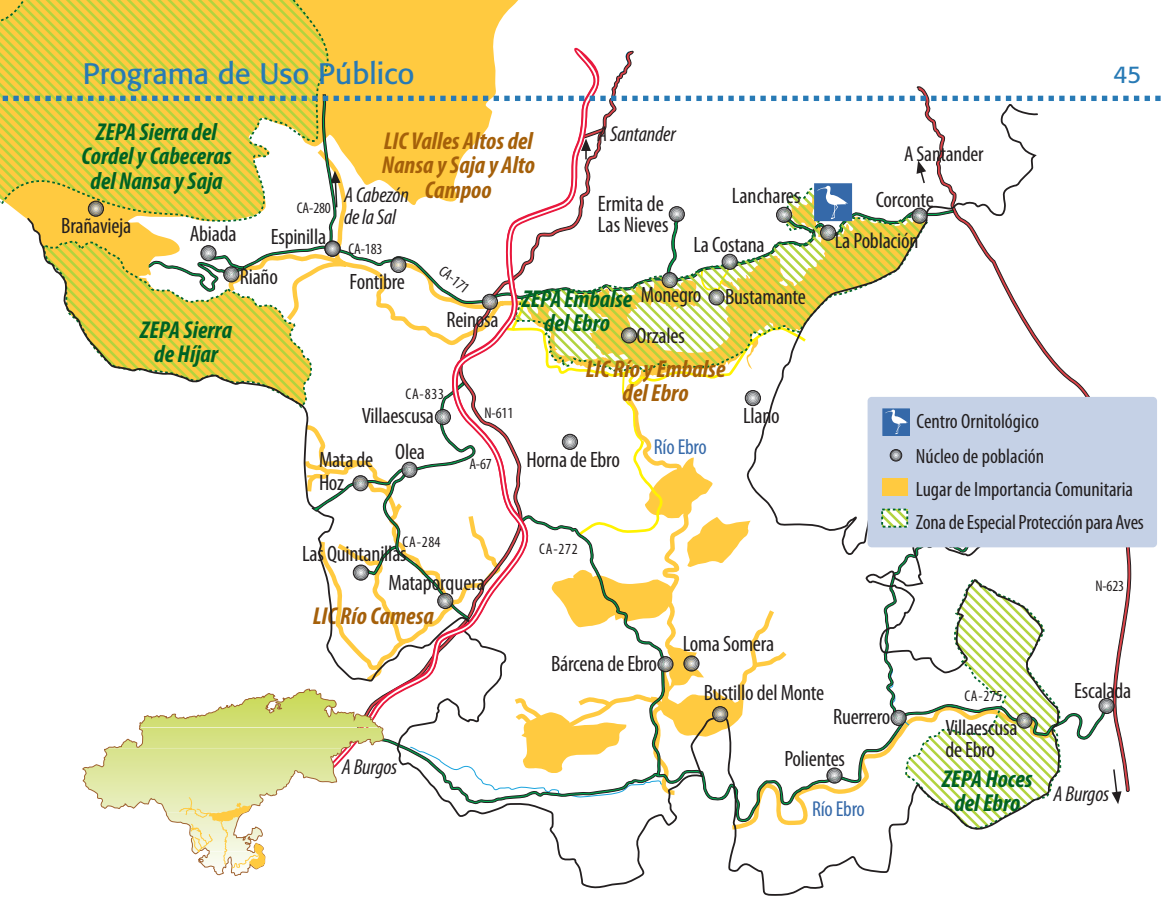 Programa de Uso Público
45
ZEPA Sierra del
Cordel y Cabeceras
del Nansa y Saja
LIC Valles Altos del
Nansa y Saja y Alto
Campoo
A Santander
A Santander
A Cabezón
de la Sal
CA-280
Brañavieja
Abiada
Espinilla
CA-183
Riaño
Fontibre
CA-171
Reinosa
Ermita de
Las Nieves
Lanchares
Corconte
La Población
La Costana
Monegro
Bustamante
ZEPA Embalse
del Ebro
Orzales
LIC Río y Embalse
del Ebro
ZEPA Sierra
de Híjar
CA-833
Villaescusa
N-611
Llano
Centro Ornitológico
Núcleo de población
Lugar de Importancia Comunitaria
Zona de Especial Protección para Aves
Mata de
Hoz
Olea
A-67
Horna de Ebro
Río Ebro
CA-284
CA-272
Las Quintanillas
Mataporquera
LIC Río Camesa
N-623
Bárcena de Ebro
Loma Somera
Bustillo del Monte
CA-275
Escalada
Ruerrero
Villaescusa
de Ebro
Polientes
A Burgos
ZEPA Hoces
del Ebro
A Burgos
Río Ebro